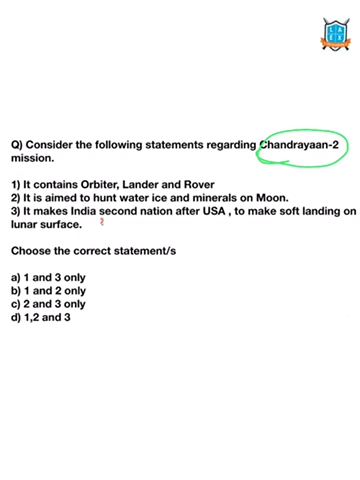 L A
E X
Q) Consider the following statements regarding Chandrayaan-2
mission.
1) It contains Orbiter, Lander and Rover
2) It is aimed to hunt water ice and minerals on Moon.
3) It makes India second nation after USA , to make soft landing on
lunar surface.
Choose the correct statement/s
a) 1 and 3 only
b) 1 and 2 only
c) 2 and 3 only
d) 1,2 and 3